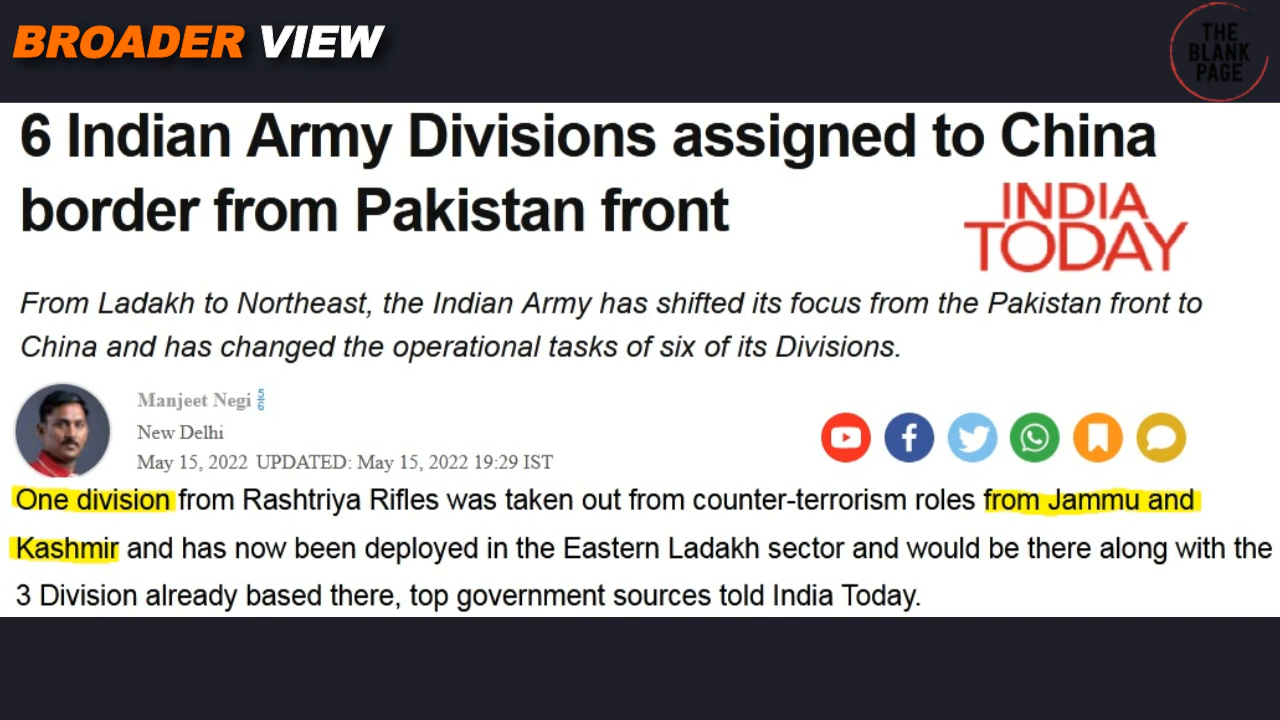 BROADER VIEW
THE
BLANK
PAGE
6 Indian Army Divisions assigned to China
border from Pakistan front
INDIA
TODAY
From Ladakh to Northeast, the Indian Army has shifted its focus from the Pakistan front to
China and has changed the operational tasks of six of its Divisions.
Manjeet Negi
New Delhi
May 15, 2022 UPDATED: May 15, 2022 19:29 IST
One division from Rashtriya Rifles was taken out from counter-terrorism roles from Jammu and
Kashmir and has now been deployed in the Eastern Ladakh sector and would be there along with the
3 Division already based there, top government sources told India Today.